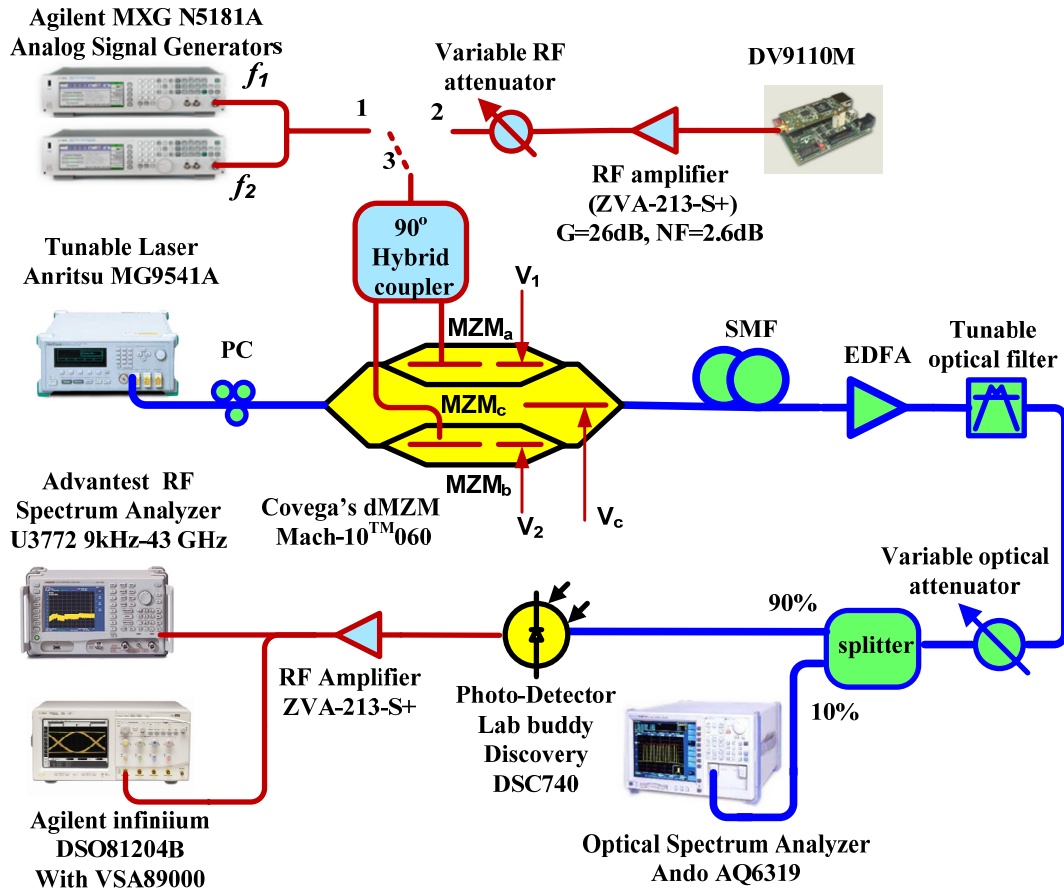 Agilent MXG N5181A
Analog Signal Generators
f1
f2
1
2
3
Variable RF
attenuator
DV9110M
RF amplifier
(ZVA-213-S+)
G=26dB, NF=2.6dB
90o
Hybrid
coupler
Tunable Laser
Anritsu MG9541A
PC
MZMa
V1
MZMc
MZMb
V2
Vc
Covega's dMZM
Mach-10TM060
SMF
EDFA
Tunable
optical filter
Advantest RF
Spectrum Analyzer
U3772 9kHz-43 GHz
Variable optical
attenuator
90%
splitter
10%
RF Amplifier
ZVA-213-S+
Photo-Detector
Lab buddy
Discovery
DSC740
Agilent infiniium
DSO81204B
With VSA89000
Optical Spectrum Analyzer
Ando AQ6319